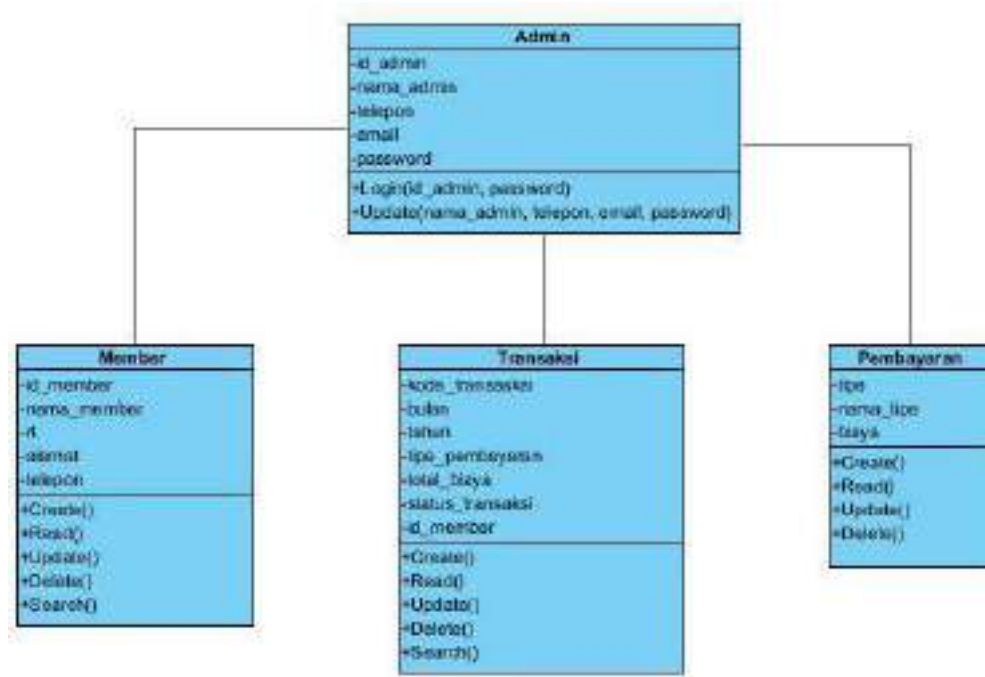 Admin
-id_admin
-nama_admin
-telepon
-email
-password
+Login(id_admin, password)
+Update(nama_admin, telepon, email, password)
Member
-id_member
-nama_member
-rt
-alamat
-telepon
+Create()
+Read()
+Update()
+Delete()
+Search()
Transaksi
-bulan
-tahun
-tipe_pembayaran
-total_biaya
-status_transaksi
-id_member
+Create()
+Read()
+Update()
+Delete()
+Search()
Pembayaran
-tipe
-nama_tipe
-biaya
+Create()
+Read()
+Update()
+Delete()